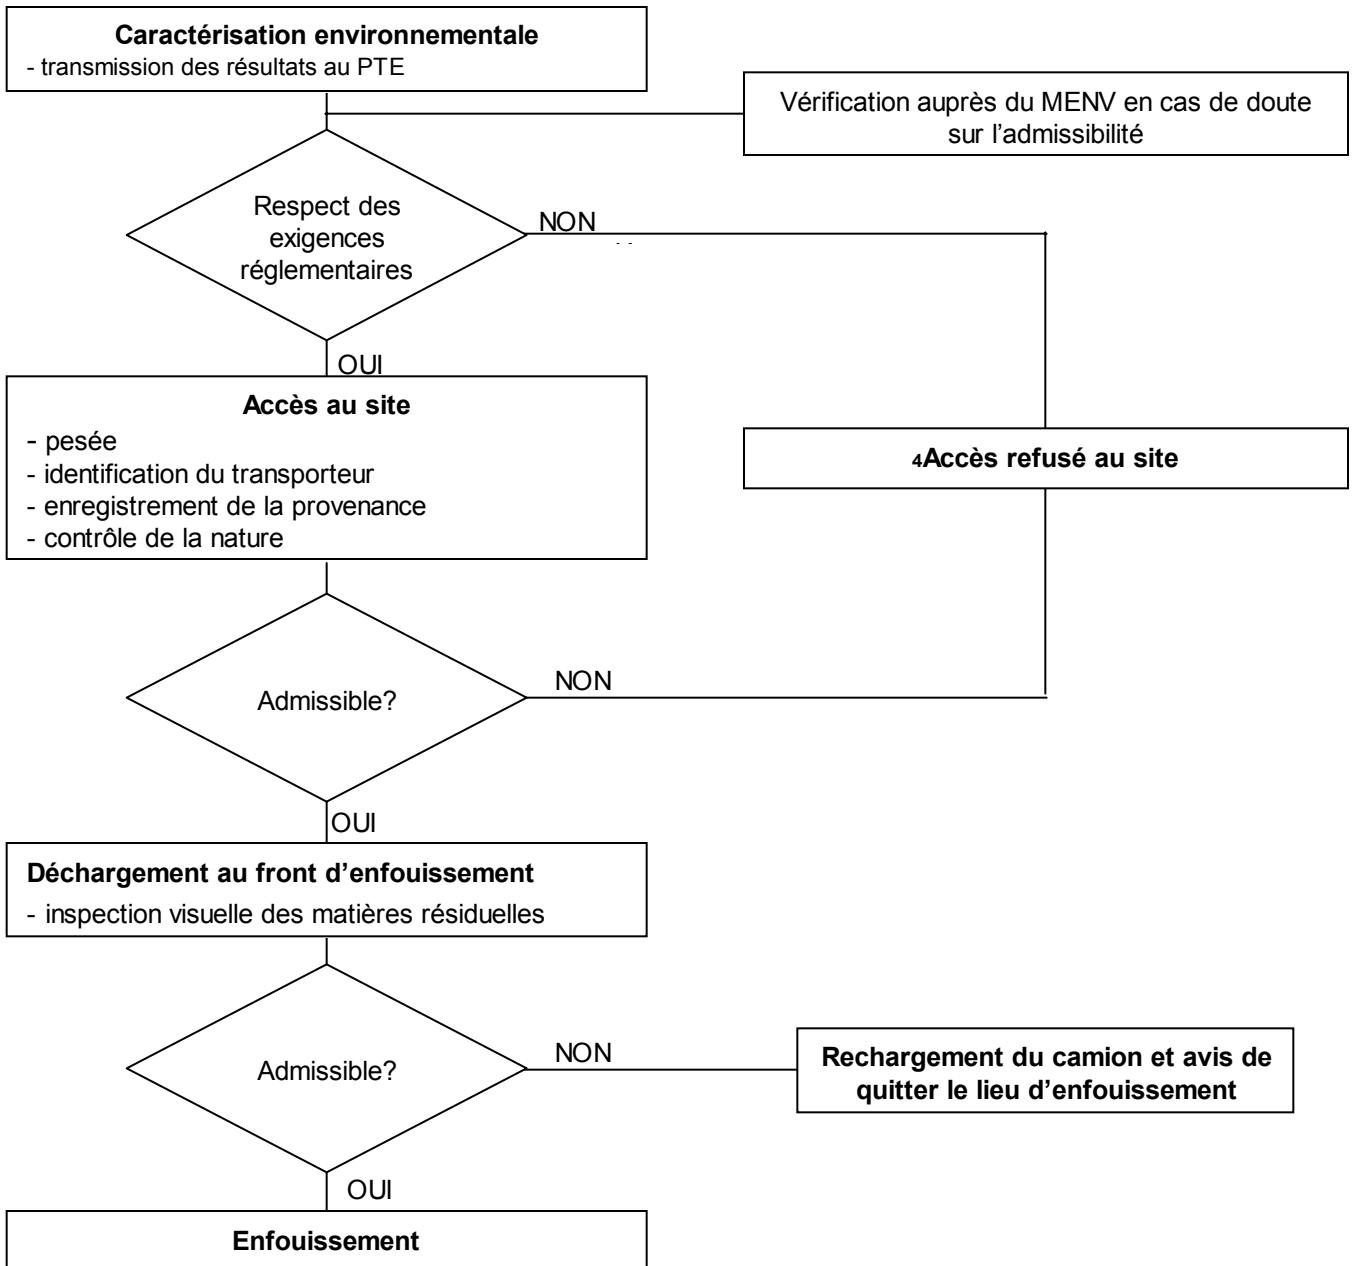 Caractérisation environnementale
- transmission des résultats au PTE
Vérification auprès du MENV en cas de doute
sur l'admissibilité
Respect des
exigences
réglementaires
NON
OUI
Accès au site
- pesée
- identification du transporteur
- enregistrement de la provenance
- contrôle de la nature
4Accès refusé au site
Admissible?
NON
OUI
Déchargement au front d'enfouissement
- inspection visuelle des matières résiduelles
Admissible?
NON
Rechargement du camion et avis de
quitter le lieu d'enfouissement
OUI
Enfouissement